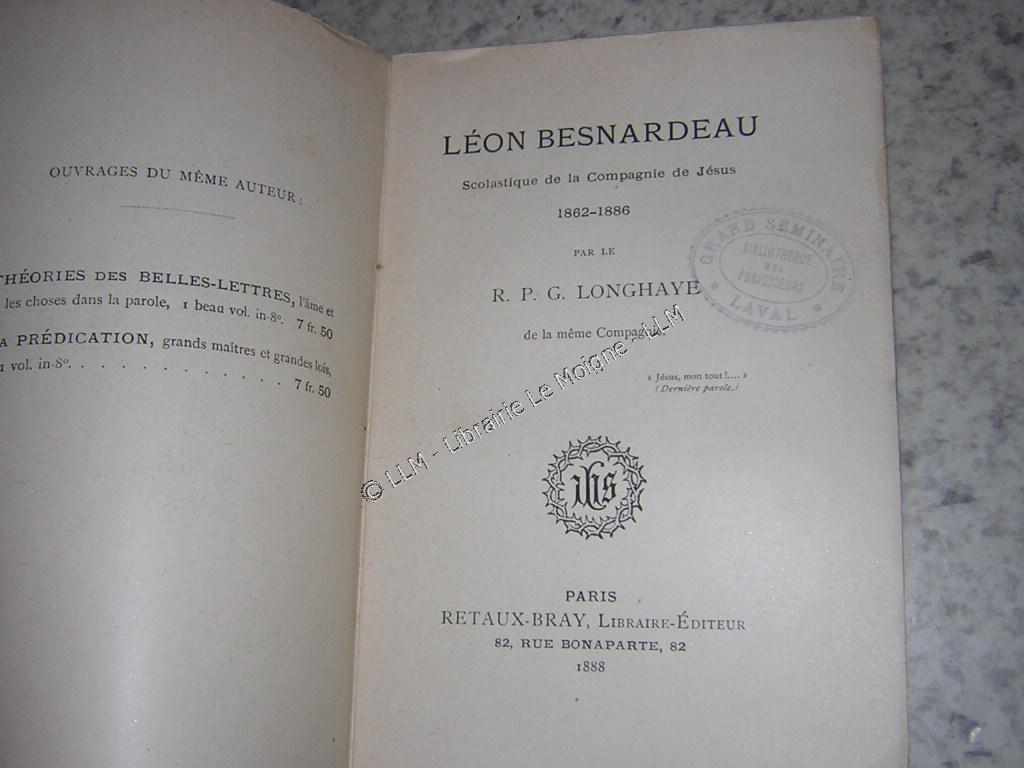 OUVRAGES DU MÊME AUTEUR:
THÉORIES DES BELLES-LETTRES, l'âme et
les choses dans la parole, 1 beau vol. in-8º. 7 fr. 50
A PRÉDICATION, grands maîtres et grandes lois,
1 vol. in-8º. . . . . . . . . . . . . . 7 fr. 50
LÉON BESNARDEAU
Scolastique de la Compagnie de Jésus
1862-1886
PAR LE
R. P. G. LONGHAYE
de la même Compagnie.
« Jésus, mon tout !.... »
(Dernière parole.)
ihs
PARIS
RETAUX-BRAY, LIBRAIRE-ÉDITEUR
82, RUE BONAPARTE, 82
1888
GRAND SEMINAIRE
BIBLIOTHÈQUE
DES
PROFESSEURS
LAVAL
© LLM - Librairie Le Moigne , LLM